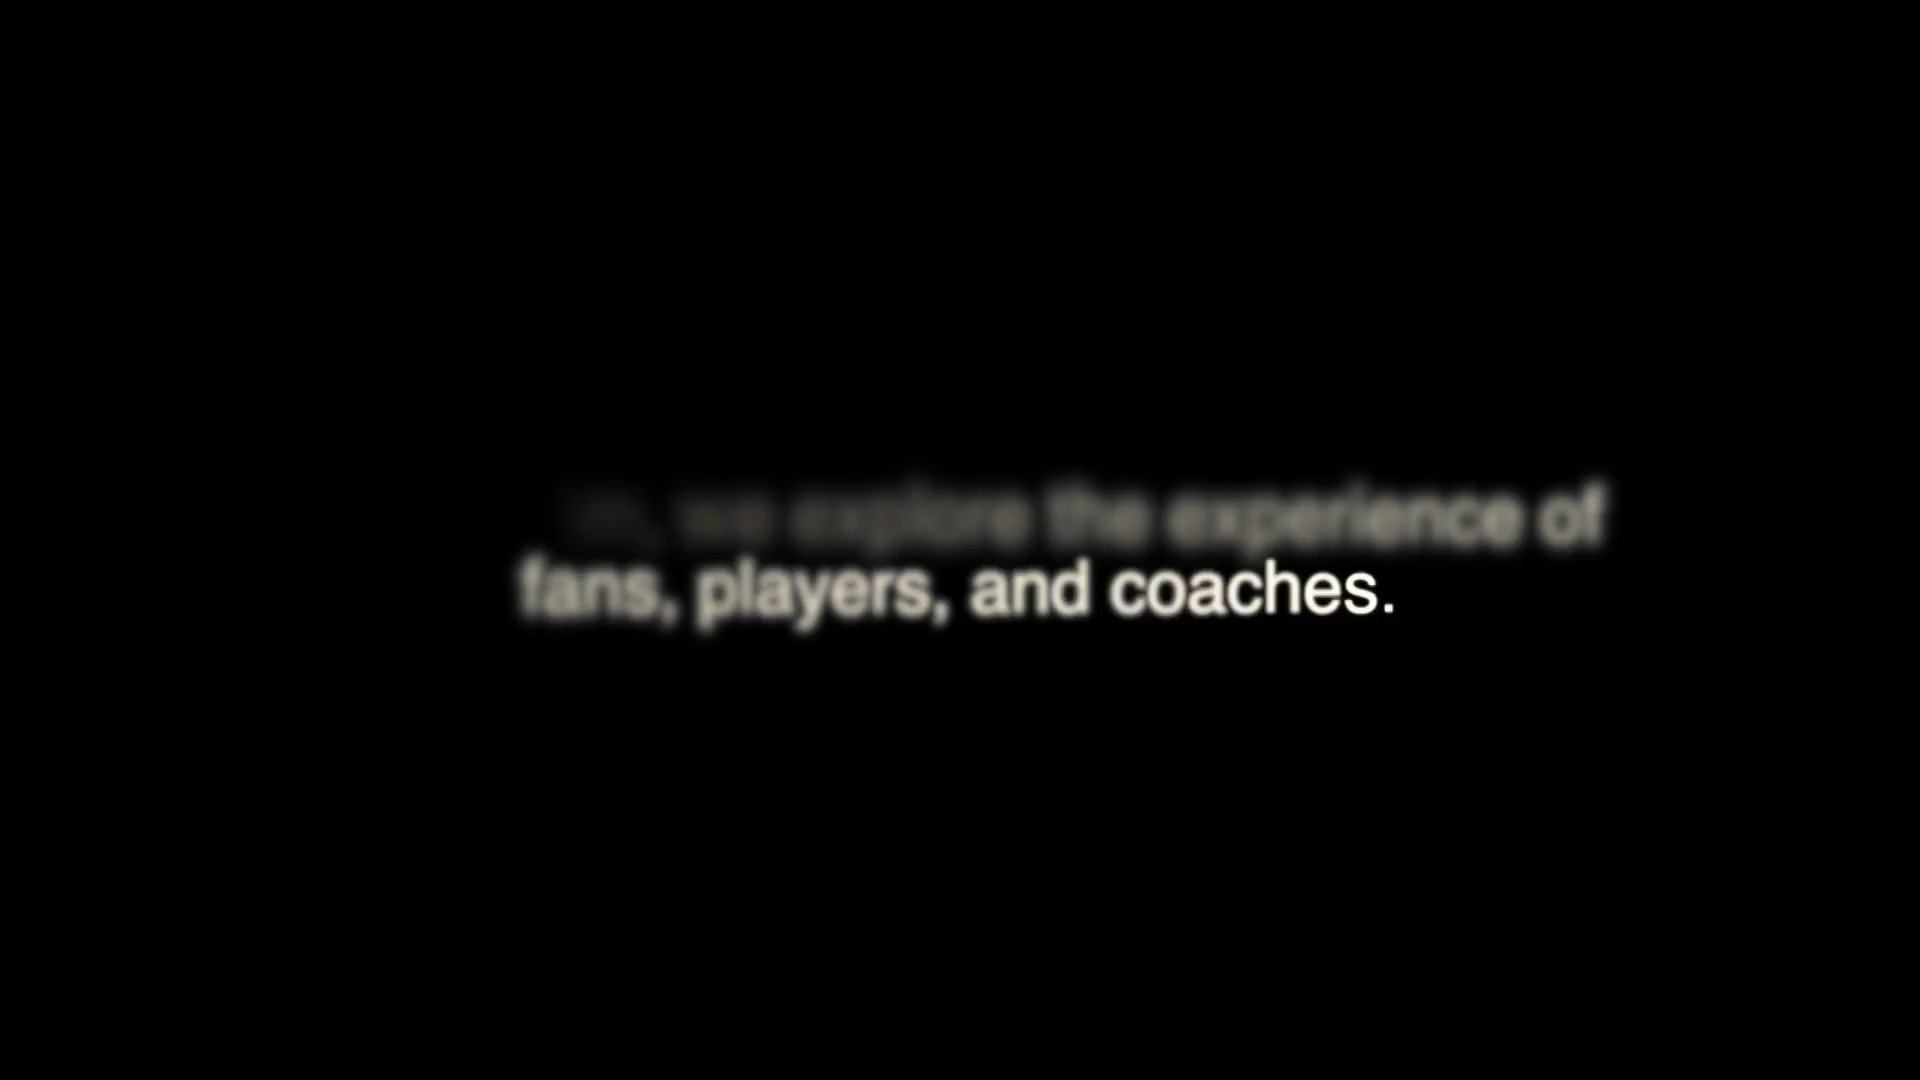 we explore the experience of
fans, players, and coaches.